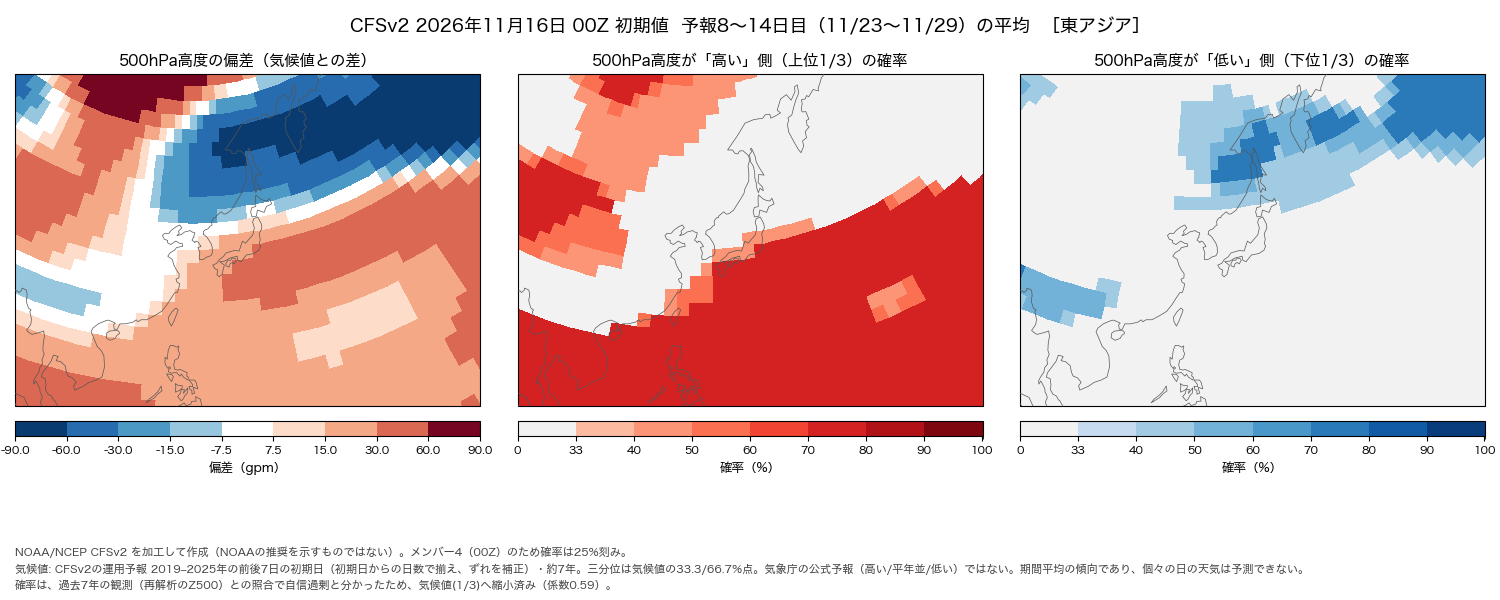 CFSv2 2026年11月16日 00Z 初期値 予報8～14日目（11/23～11/29）の平均 ［東アジア］
500hPa高度の偏差（気候値との差）
500hPa高度が「高い」側（上位1/3）の確率
500hPa高度が「低い」側（下位1/3）の確率
-90.0 -60.0 -30.0 -15.0 -7.5 7.5 15.0 30.0 60.0 90.0
偏差（gpm）
0 33 40 50 60 70 80 90 100
確率（%）
0 33 40 50 60 70 80 90 100
確率（%）
NOAA/NCEP CFSv2 を加工して作成（NOAAの推奨を示すものではない）。メンバー4（00Z）のため確率は25%刻み。
気候値: CFSv2の運用予報 2019–2025年の前後7日の初期日（初期日からの日数で揃え、ずれを補正）・約7年。三分位は気候値の33.3/66.7%点。気象庁の公式予報（高い/平年並/低い）ではない。期間平均の傾向であり、個々の日の天気は予測できない。
確率は、過去7年の観測（再解析のZ500）との照合で自信過剰と分かったため、気候値(1/3)へ縮小済み（係数0.59）。